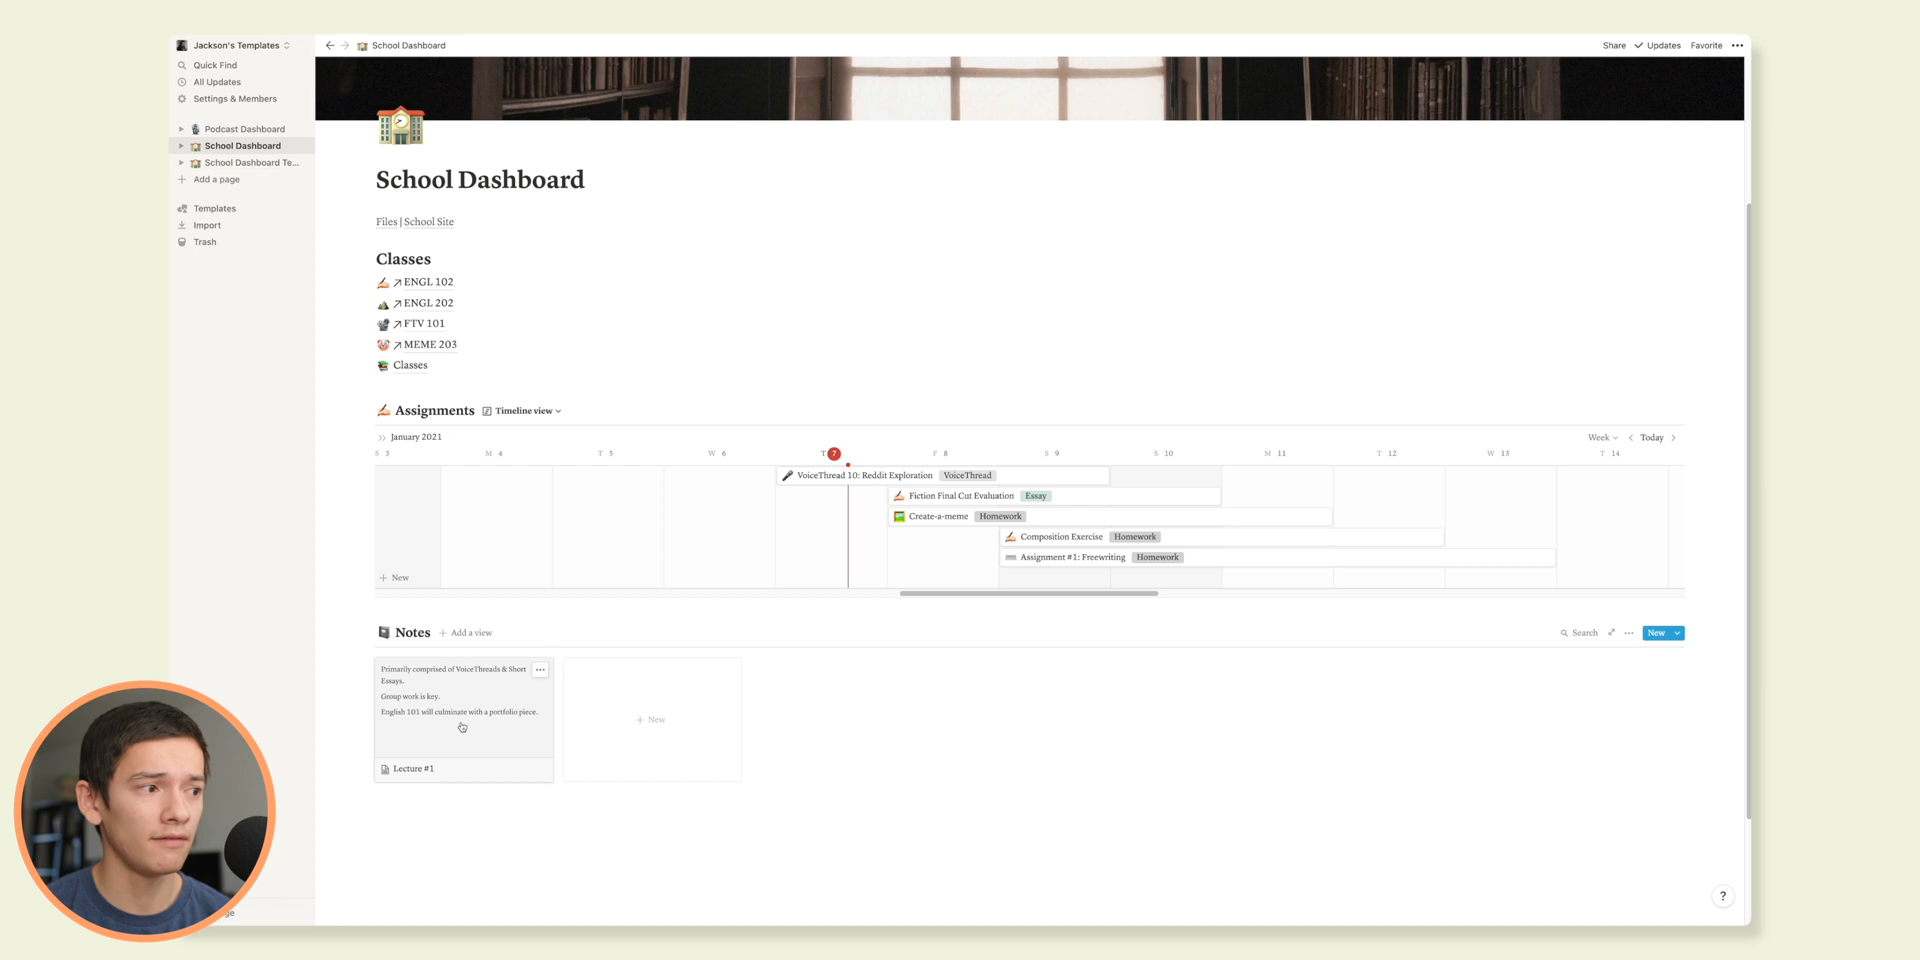 Jackson's Templates
Quick Find
All Updates
Settings & Members
Podcast Dashboard
School Dashboard
School Dashboard Te...
Add a page
Templates
Import
Trash
School Dashboard
Share
Updates
Favorite
School Dashboard
Files | School Site
Classes
ENGL 102
ENGL 202
FTV 101
MEME 203
Classes
Assignments Timeline view
January 2021
Week Today
S 3 M 4 T 5 W 6 T 7 F 8 S 9 S 10 M 11 T 12 W 13 T 14
VoiceThread 10: Reddit Exploration VoiceThread
Fiction Final Cut Evaluation Essay
Create-a-meme Homework
Composition Exercise Homework
Assignment #1: Freewriting Homework
+ New
Notes + Add a view
Search ... New
Primarily comprised of VoiceThreads & Short
Essays.
Group work is key.
English 101 will culminate with a portfolio piece.
Lecture #1
+ New
?